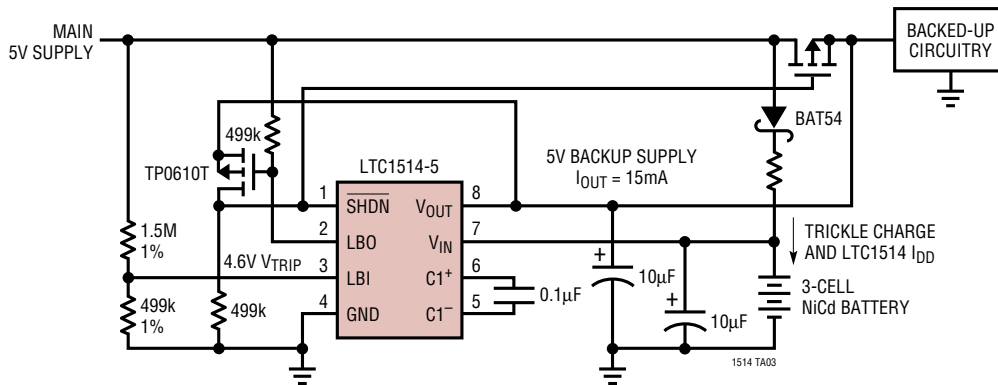 MAIN
5V SUPPLY
BACKED-UP
CIRCUITRY
BAT54
499k
TP0610T
LTC1514-5
5V BACKUP SUPPLY
IOUT = 15mA
1
SHDN
VOUT
8
2
LBO
VIN
7
1.5M
1%
4.6V VTRIP
3
LBI
C1+
6
4
GND
C1–
5
0.1µF
499k
1%
499k
+
10µF
+
10µF
TRICKLE CHARGE
AND LTC1514 IDD
3-CELL
NiCd BATTERY
1514 TA03